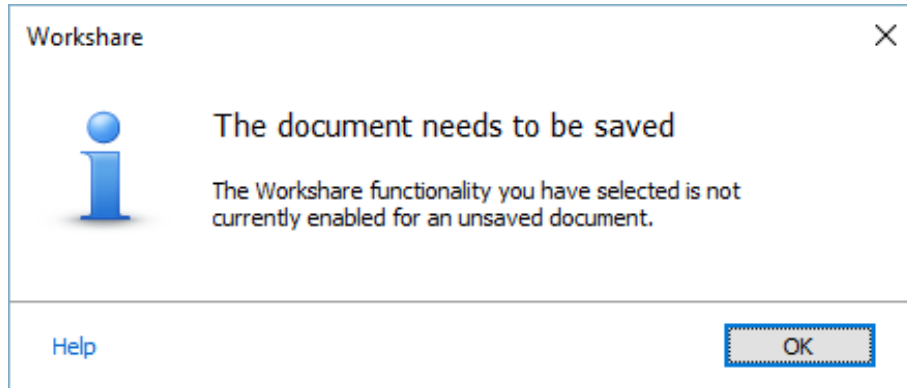 Workshare
The document needs to be saved
The Workshare functionality you have selected is not
currently enabled for an unsaved document.
Help
OK